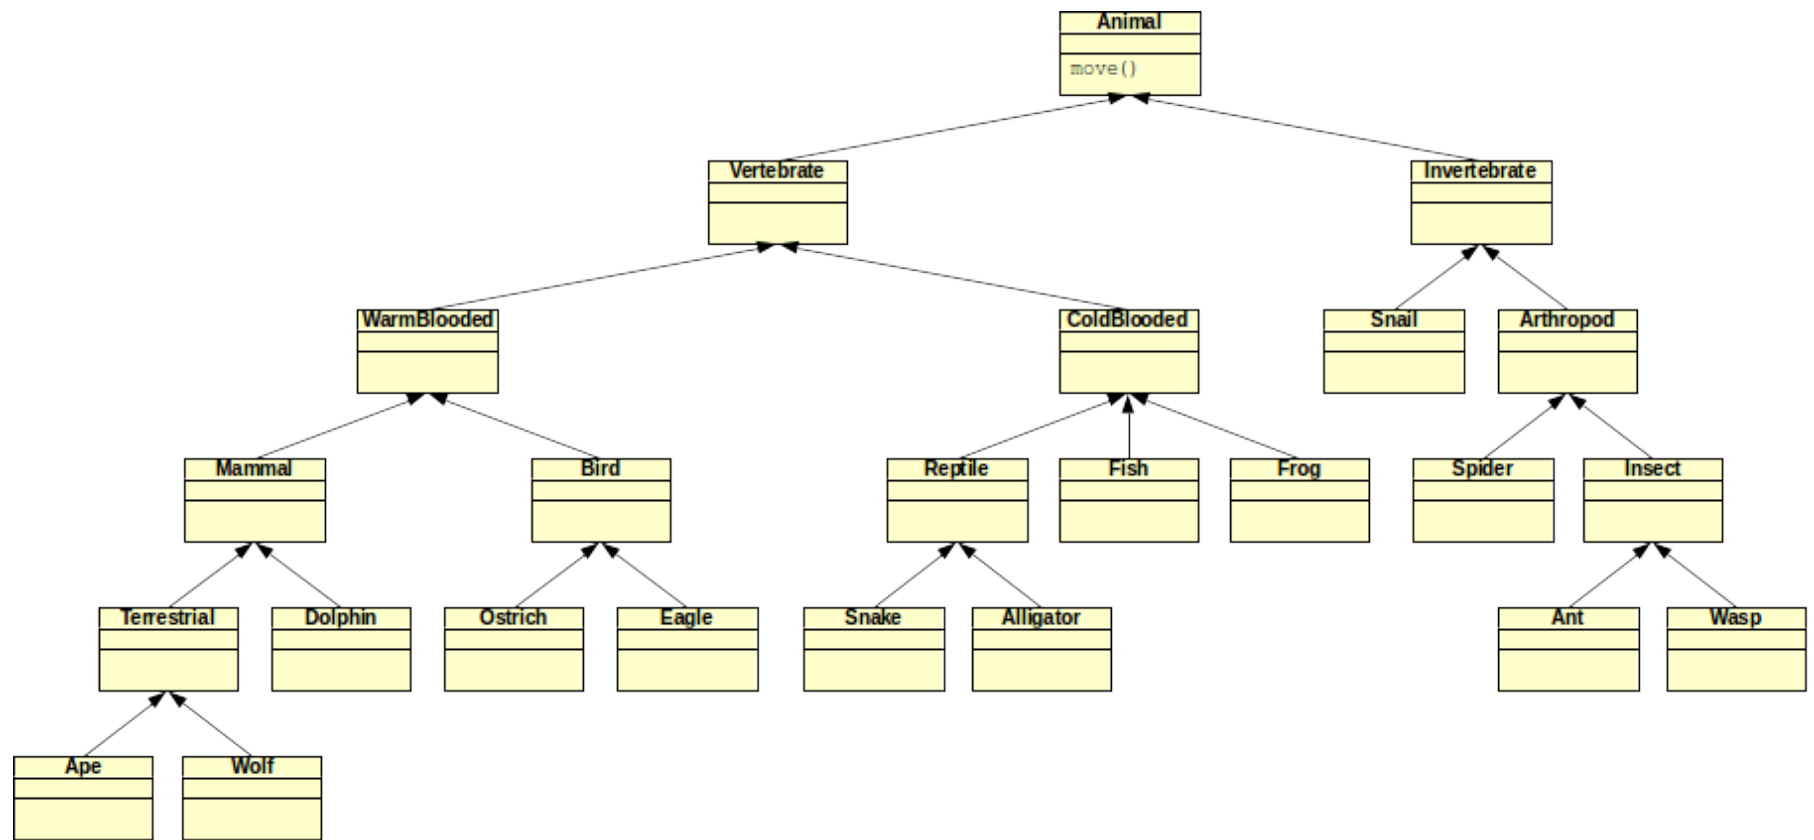 Animal
move()
Vertebrate
Invertebrate
WarmBlooded
ColdBlooded
Snail
Arthropod
Mammal
Bird
Reptile
Fish
Frog
Spider
Insect
Terrestrial
Dolphin
Ostrich
Eagle
Snake
Alligator
Ant
Wasp
Ape
Wolf